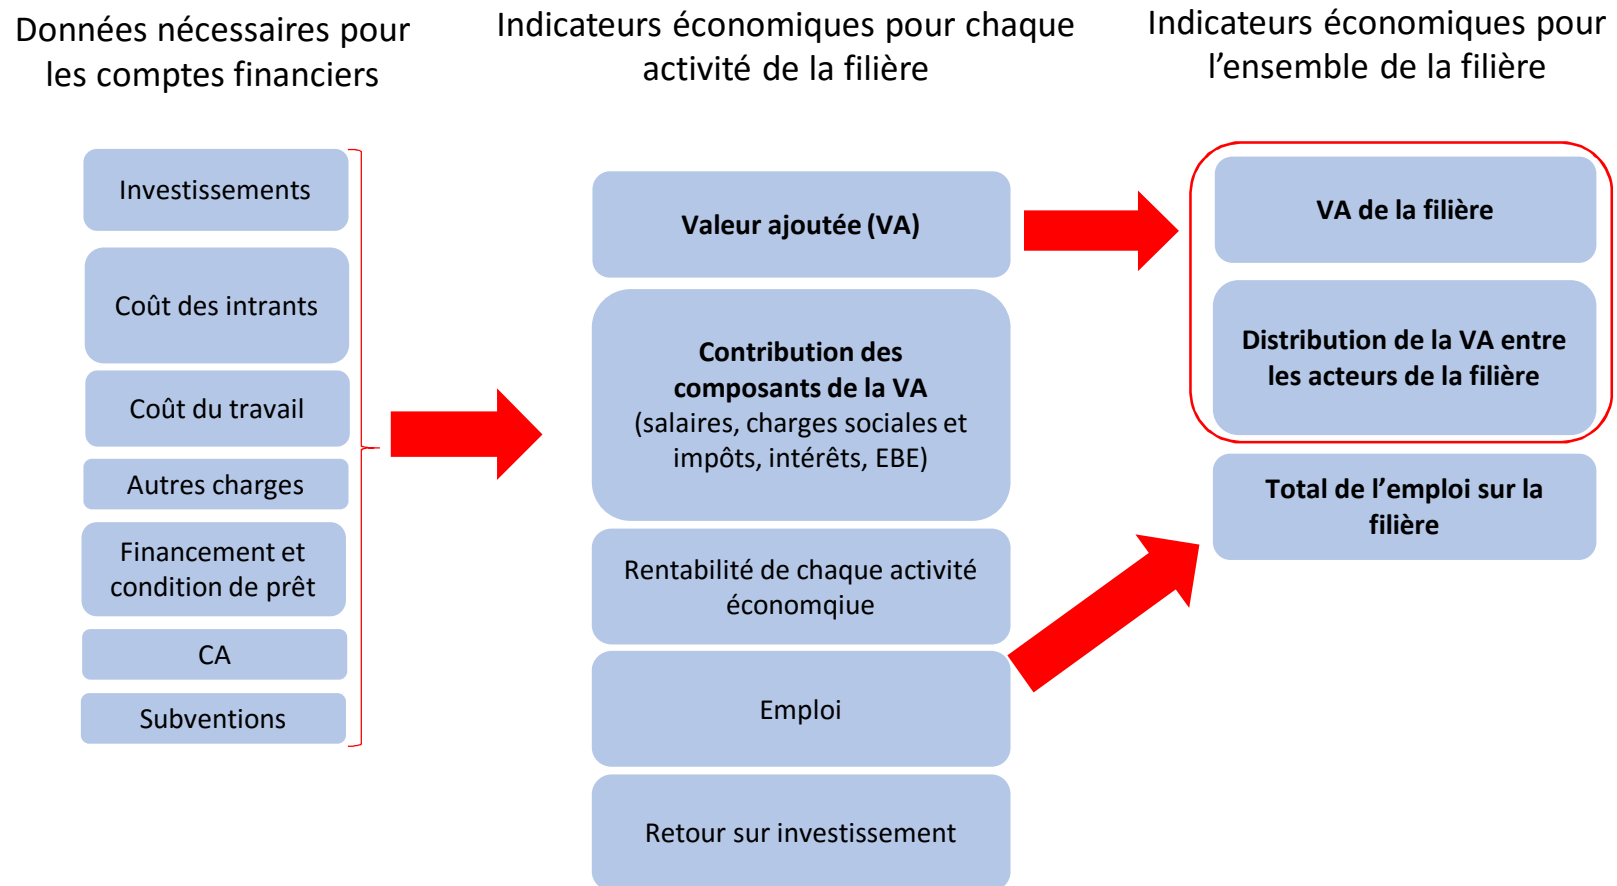 Données nécessaires pour
les comptes financiers
Investissements
Coût des intrants
Coût du travail
Autres charges
Financement et
condition de prêt
CA
Subventions
Indicateurs économiques pour chaque
activité de la filière
Valeur ajoutée (VA)
Contribution des
composants de la VA
(salaires, charges sociales et
impôts, intérêts, EBE)
Rentabilité de chaque activité
économqiue
Emploi
Retour sur investissement
Indicateurs économiques pour
l’ensemble de la filière
VA de la filière
Distribution de la VA entre
les acteurs de la filière
Total de l’emploi sur la
filière